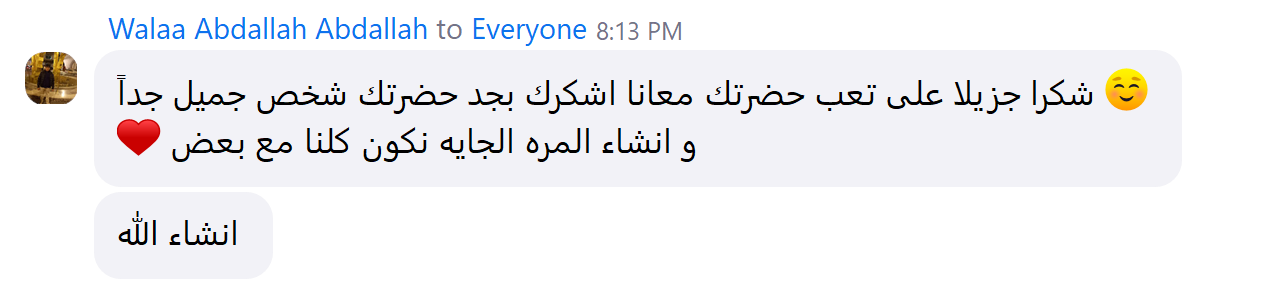 Walaa Abdallah Abdallah to Everyone 8:13 PM
شكرا جزيلا على تعب حضرتك معانا اشكرك بجد حضرتك شخص جميل جداً ☺️
و انشاء المره الجايه نكون كلنا مع بعض ❤️
انشاء الله